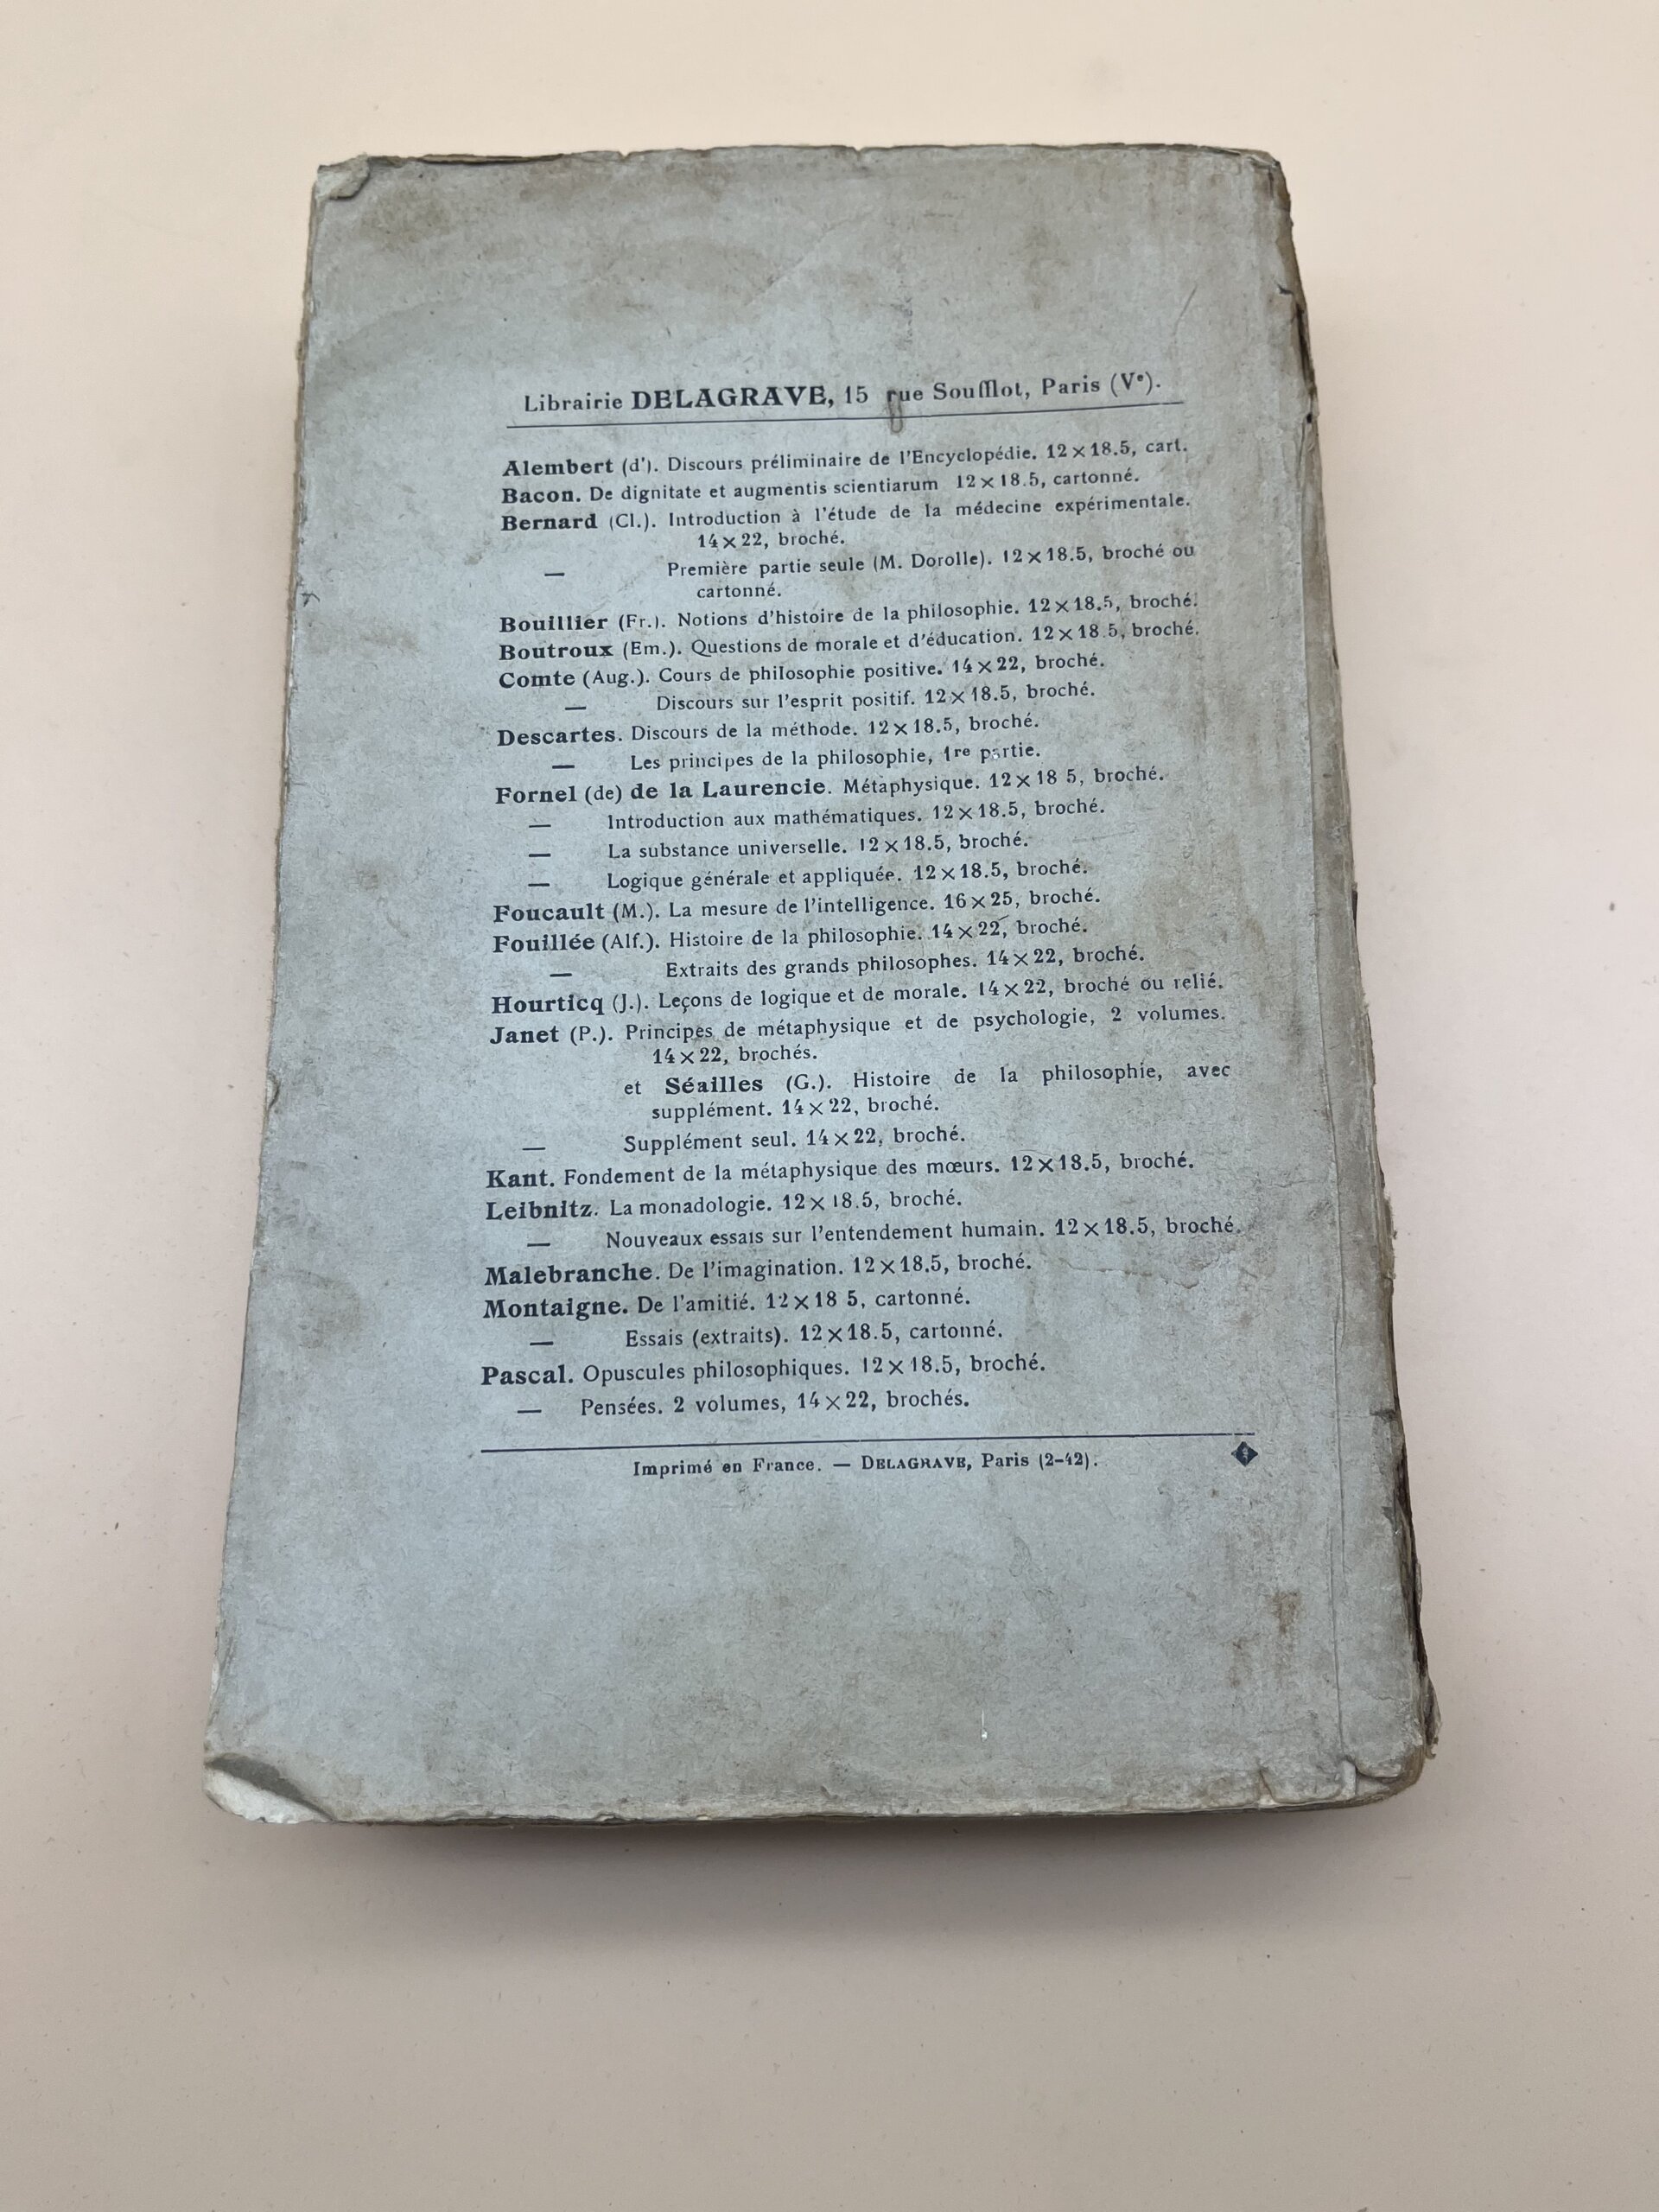 Librairie DELAGRAVE, 15 rue Soufflot, Paris (Vᵉ).
Alembert (d'). Discours préliminaire de l'Encyclopédie. 12×18.5, cart.
Bacon. De dignitate et augmentis scientiarum 12×18.5, cartonné.
Bernard (Cl.). Introduction à l'étude de la médecine expérimentale.
14×22, broché.
— Première partie seule (M. Dorolle). 12×18.5, broché ou
cartonné.
Bouillier (Fr.). Notions d'histoire de la philosophie. 12×18.5, broché.
Boutroux (Em.). Questions de morale et d'éducation. 12×18.5, broché.
Comte (Aug.). Cours de philosophie positive. 14×22, broché.
— Discours sur l'esprit positif. 12×18.5, broché.
Descartes. Discours de la méthode. 12×18.5, broché.
— Les principes de la philosophie, 1re partie.
Fornel (de) de la Laurencie. Métaphysique. 12×18 5, broché.
— Introduction aux mathématiques. 12×18.5, broché.
— La substance universelle. 12×18.5, broché.
— Logique générale et appliquée. 12×18.5, broché.
Foucault (M.). La mesure de l'intelligence. 16×25, broché.
Fouillée (Alf.). Histoire de la philosophie. 14×22, broché.
— Extraits des grands philosophes. 14×22, broché.
Hourticq (J.). Leçons de logique et de morale. 14×22, broché ou relié.
Janet (P.). Principes de métaphysique et de psychologie, 2 volumes.
14×22, brochés.
et Séailles (G.). Histoire de la philosophie, avec
supplément. 14×22, broché.
— Supplément seul. 14×22, broché.
Kant. Fondement de la métaphysique des mœurs. 12×18.5, broché.
Leibnitz. La monadologie. 12×18.5, broché.
— Nouveaux essais sur l'entendement humain. 12×18.5, broché.
Malebranche. De l'imagination. 12×18.5, broché.
Montaigne. De l'amitié. 12×18 5, cartonné.
— Essais (extraits). 12×18.5, cartonné.
Pascal. Opuscules philosophiques. 12×18.5, broché.
— Pensées. 2 volumes, 14×22, brochés.
Imprimé en France. — DELAGRAVE, Paris (2-42).